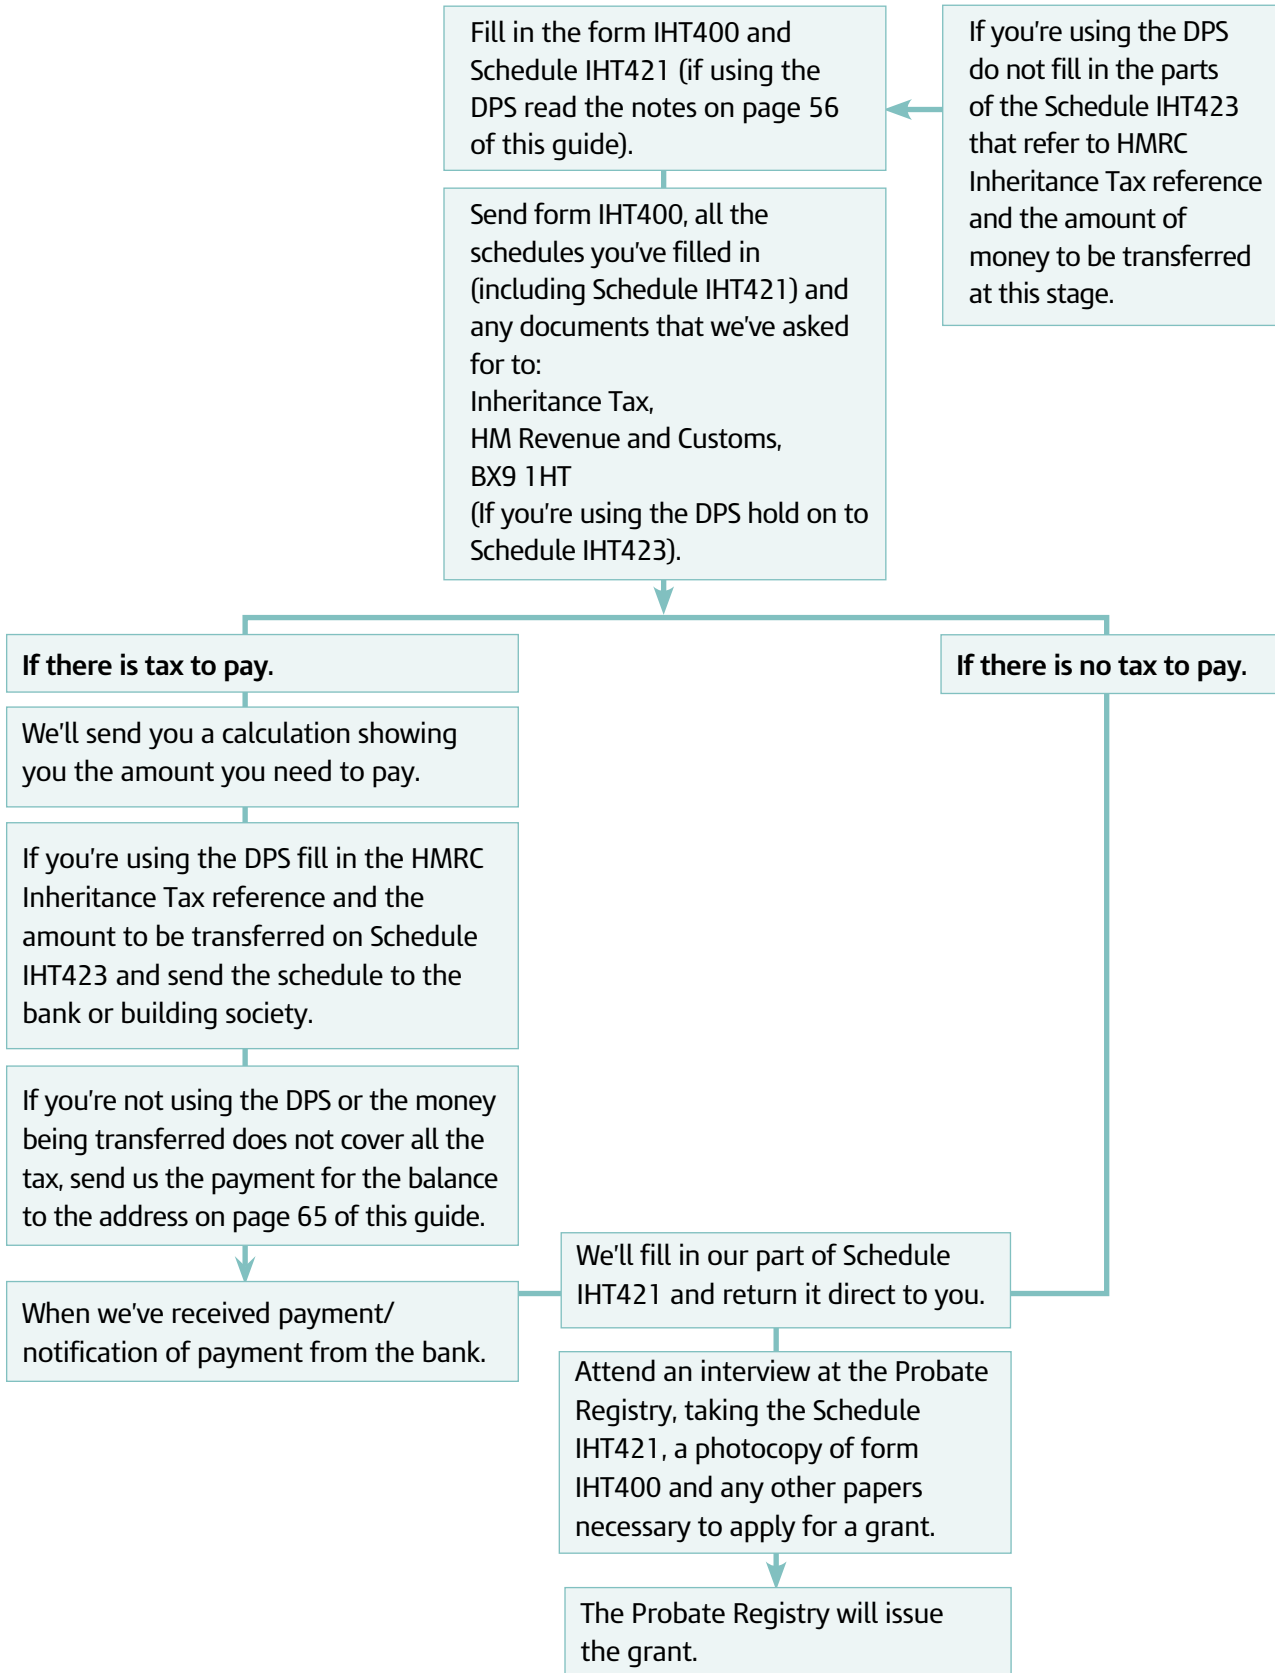 Fill in the form IHT400 and
Schedule IHT421 (if using the
DPS read the notes on page 56
of this guide).
If you're using the DPS
do not fill in the parts
of the Schedule IHT423
that refer to HMRC
Inheritance Tax reference
and the amount of
money to be transferred
at this stage.
Send form IHT400, all the
schedules you've filled in
(including Schedule IHT421) and
any documents that we've asked
for to:
Inheritance Tax,
HM Revenue and Customs,
BX9 1HT
(If you're using the DPS hold on to
Schedule IHT423).
If there is tax to pay.
If there is no tax to pay.
We'll send you a calculation showing
you the amount you need to pay.
If you're using the DPS fill in the HMRC
Inheritance Tax reference and the
amount to be transferred on Schedule
IHT423 and send the schedule to the
bank or building society.
If you're not using the DPS or the money
being transferred does not cover all the
tax, send us the payment for the balance
to the address on page 65 of this guide.
When we've received payment/
notification of payment from the bank.
We'll fill in our part of Schedule
IHT421 and return it direct to you.
Attend an interview at the Probate
Registry, taking the Schedule
IHT421, a photocopy of form
IHT400 and any other papers
necessary to apply for a grant.
The Probate Registry will issue
the grant.